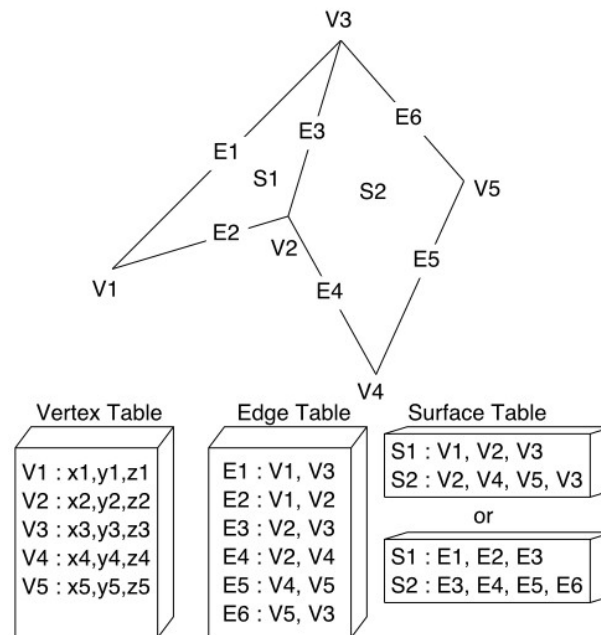 V3
E6
E3
E1
S1
S2
V5
E2
V2
E5
V1
E4
V4
Vertex Table
V1 : x1,y1,z1
V2 : x2,y2,z2
V3 : x3,y3,z3
V4 : x4,y4,z4
V5 : x5,y5,z5
Edge Table
E1 : V1, V3
E2 : V1, V2
E3 : V2, V3
E4 : V2, V4
E5 : V4, V5
E6 : V5, V3
Surface Table
S1 : V1, V2, V3
S2 : V2, V4, V5, V3
or
S1 : E1, E2, E3
S2 : E3, E4, E5, E6